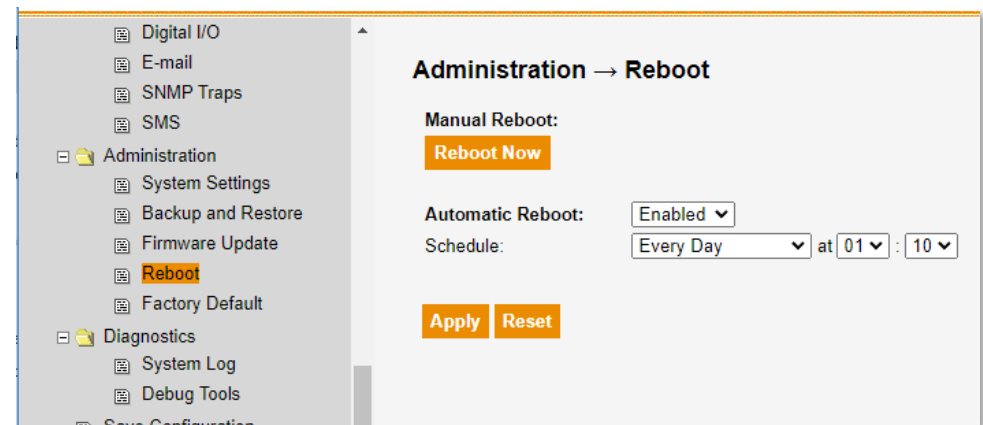 Digital I/O
E-mail
SNMP Traps
SMS
Administration
System Settings
Backup and Restore
Firmware Update
Reboot
Factory Default
Diagnostics
System Log
Debug Tools
Save Configuration
Administration → Reboot
Manual Reboot:
Reboot Now
Automatic Reboot: Enabled
Schedule: Every Day at 01 : 10
Apply Reset